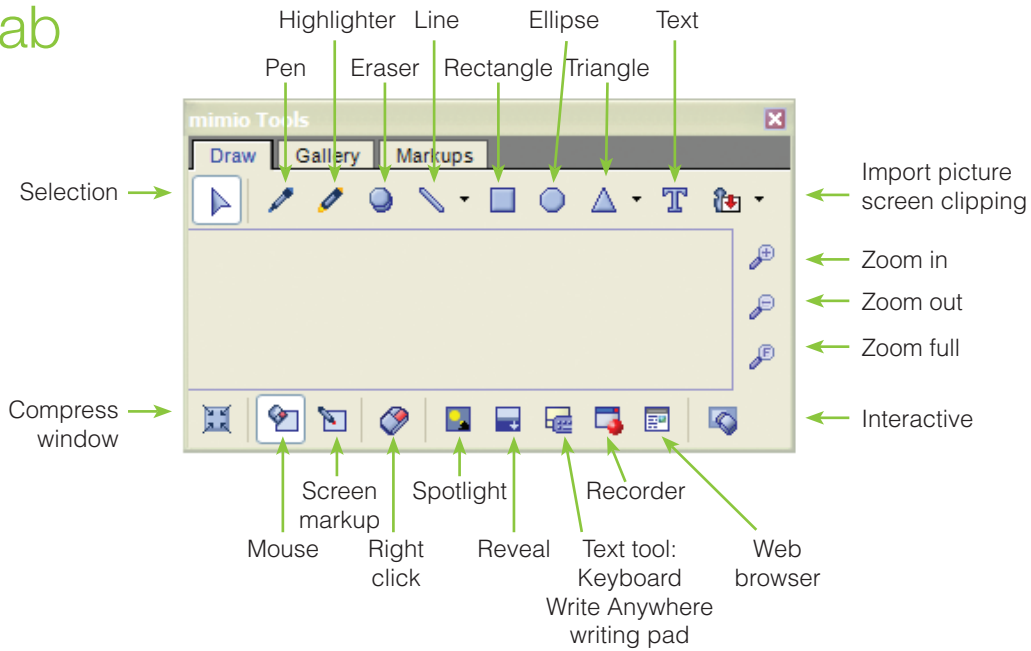 ab
Highlighter Line Ellipse Text
Pen Eraser Rectangle Triangle
mimio Tools
Draw Gallery Markups
Selection
T
Import picture
screen clipping
Zoom in
Zoom out
F
Zoom full
Compress
window
Interactive
Screen
markup
Spotlight
Recorder
Mouse
Right
click
Reveal
Text tool:
Keyboard
Write Anywhere
writing pad
Web
browser